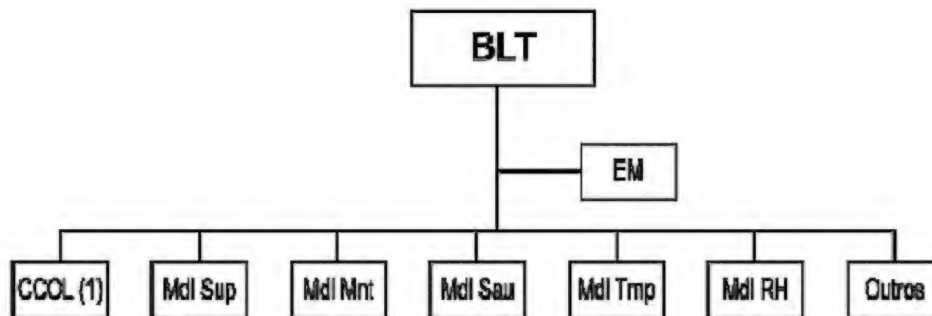 BLT
EM
CCOL (1)
Mdl Sup
Mdl Mnt
Mdl Sau
Mdl Tmp
Mdl RH
Outros